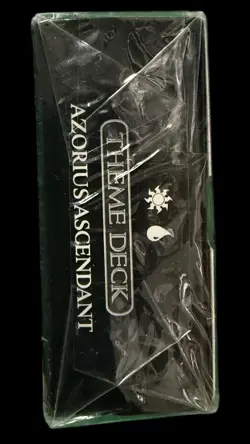 THEME DECK
AZORIUS ASCENDANT